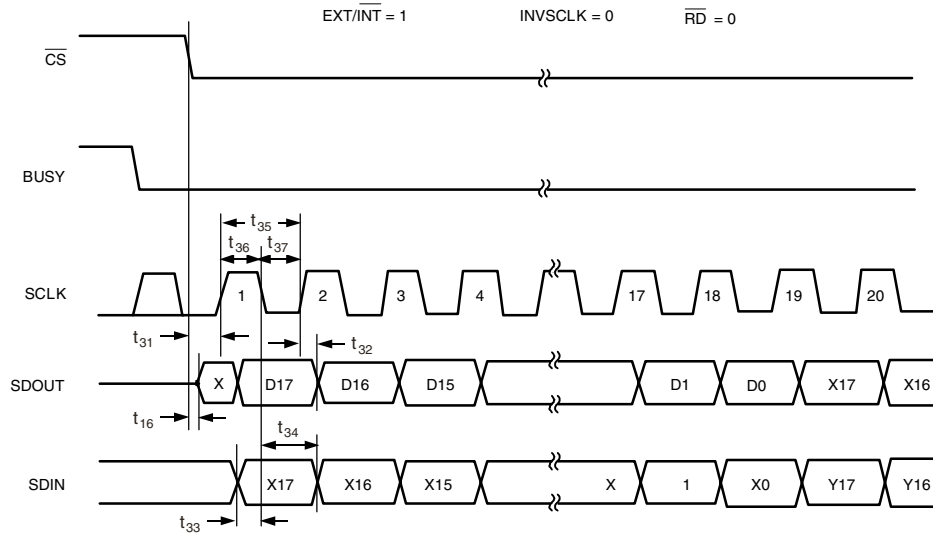 EXT/INT = 1 INVSCLK = 0 RD = 0
CS
BUSY
t35
t36 t37
SCLK 1 2 3 4 17 18 19 20
t31 t32
SDOUT X D17 D16 D15 D1 D0 X17 X16
t16 t34
SDIN X17 X16 X15 X 1 X0 Y17 Y16
t33